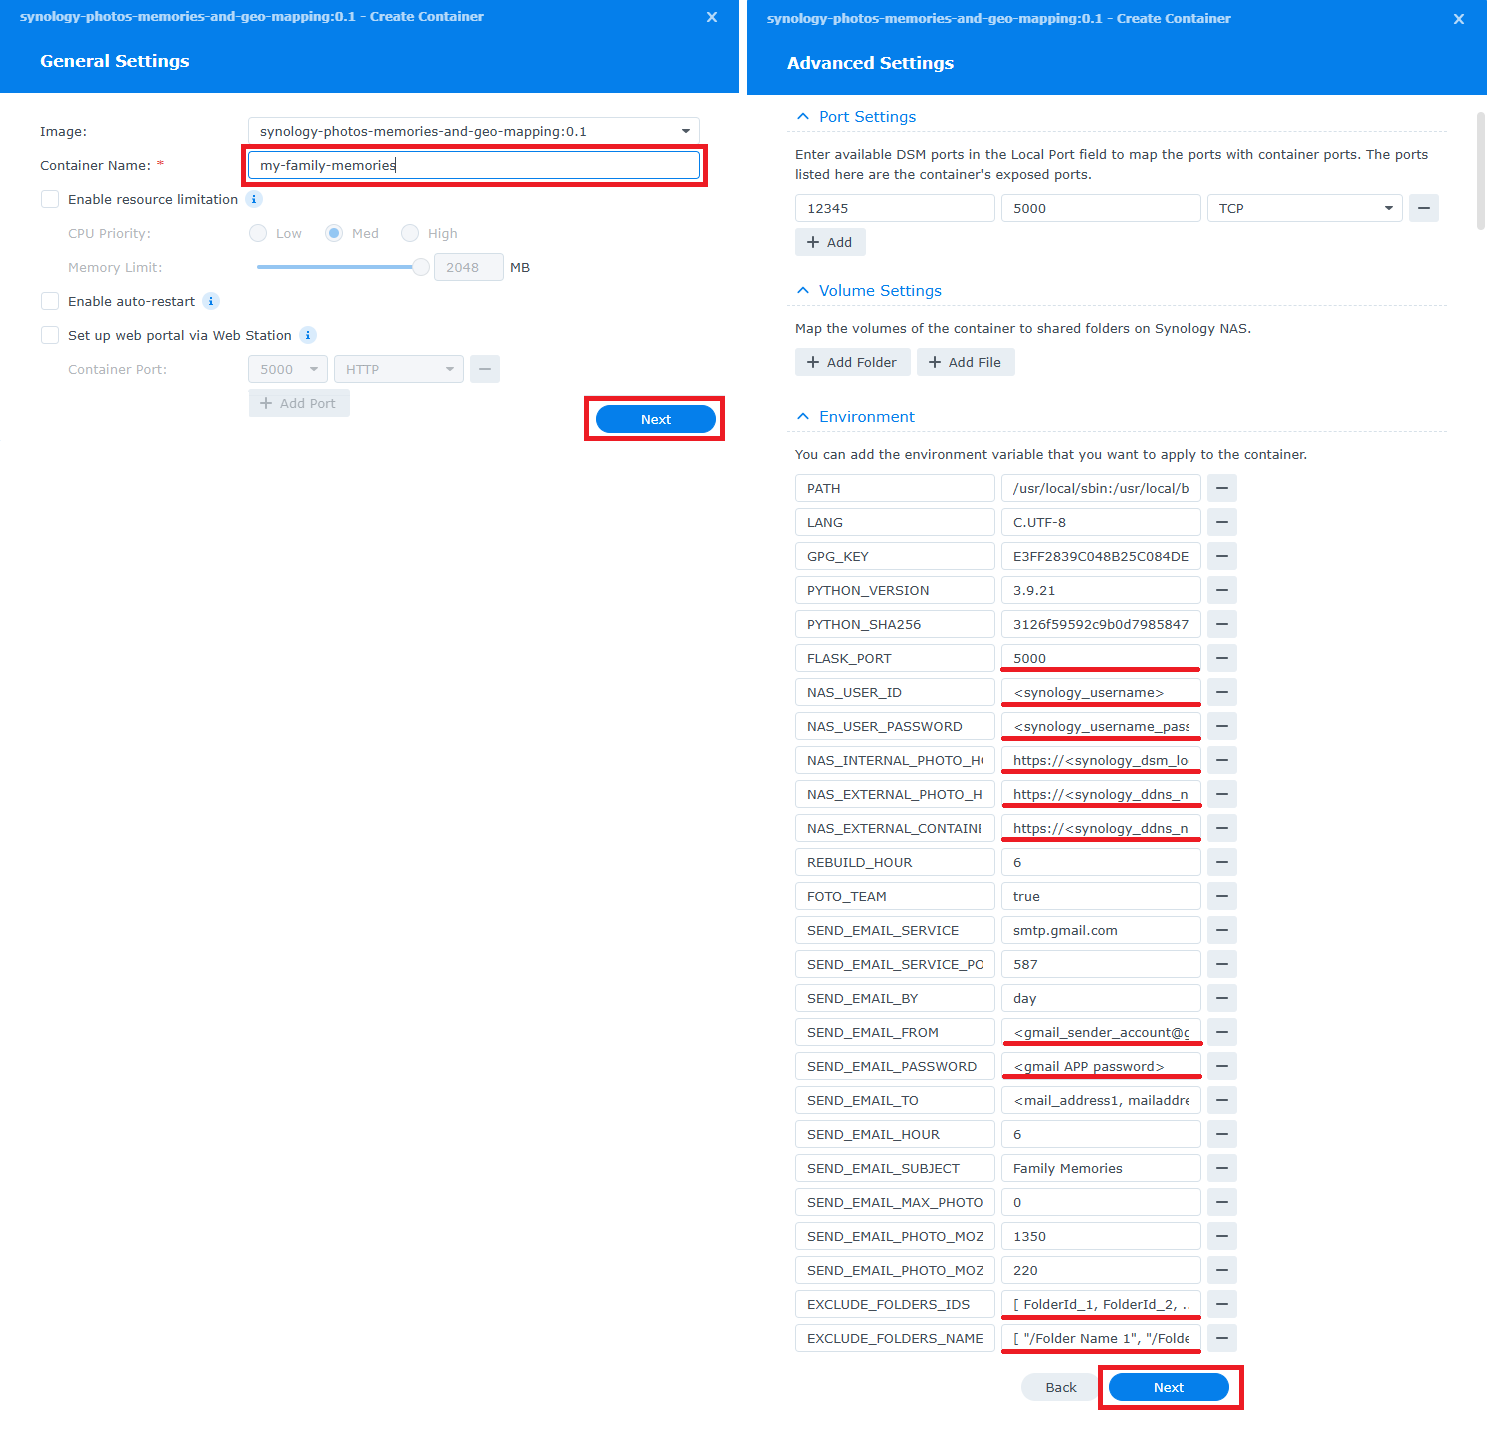 synology-photos-memories-and-geo-mapping:0.1 - Create Container
General Settings
Image:
synology-photos-memories-and-geo-mapping:0.1
Container Name: *
my-family-memories
Enable resource limitation
CPU Priority:
Low Med High
Memory Limit:
2048 MB
Enable auto-restart
Set up web portal via Web Station
Container Port:
5000 HTTP
Add Port
Next
synology-photos-memories-and-geo-mapping:0.1 - Create Container
Advanced Settings
Port Settings
Enter available DSM ports in the Local Port field to map the ports with container ports. The ports
listed here are the container's exposed ports.
12345 5000 TCP
Add
Volume Settings
Map the volumes of the container to shared folders on Synology NAS.
Add Folder Add File
Environment
You can add the environment variable that you want to apply to the container.
PATH /usr/local/sbin:/usr/local/b
LANG C.UTF-8
GPG_KEY E3FF2839C048B25C084DE
PYTHON_VERSION 3.9.21
PYTHON_SHA256 3126f59592c9b0d7985847
FLASK_PORT 5000
NAS_USER_ID <synology_username>
NAS_USER_PASSWORD <synology_username_pass
NAS_INTERNAL_PHOTO_HO https://<synology_dsm_lo
NAS_EXTERNAL_PHOTO_H https://<synology_ddns_n
NAS_EXTERNAL_CONTAINE https://<synology_ddns_n
REBUILD_HOUR 6
FOTO_TEAM true
SEND_EMAIL_SERVICE smtp.gmail.com
SEND_EMAIL_SERVICE_PO 587
SEND_EMAIL_BY day
SEND_EMAIL_FROM <gmail_sender_account@g
SEND_EMAIL_PASSWORD <gmail APP password>
SEND_EMAIL_TO <mail_address1, mailaddre
SEND_EMAIL_HOUR 6
SEND_EMAIL_SUBJECT Family Memories
SEND_EMAIL_MAX_PHOTO 0
SEND_EMAIL_PHOTO_MOZ 1350
SEND_EMAIL_PHOTO_MOZ 220
EXCLUDE_FOLDERS_IDS [ FolderId_1, FolderId_2, ..
EXCLUDE_FOLDERS_NAME [ "/Folder Name 1", "/Folde
Back Next